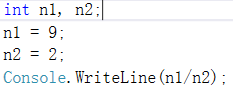 int n1, n2;
n1 = 9;
n2 = 2;
Console.WriteLine(n1/n2);